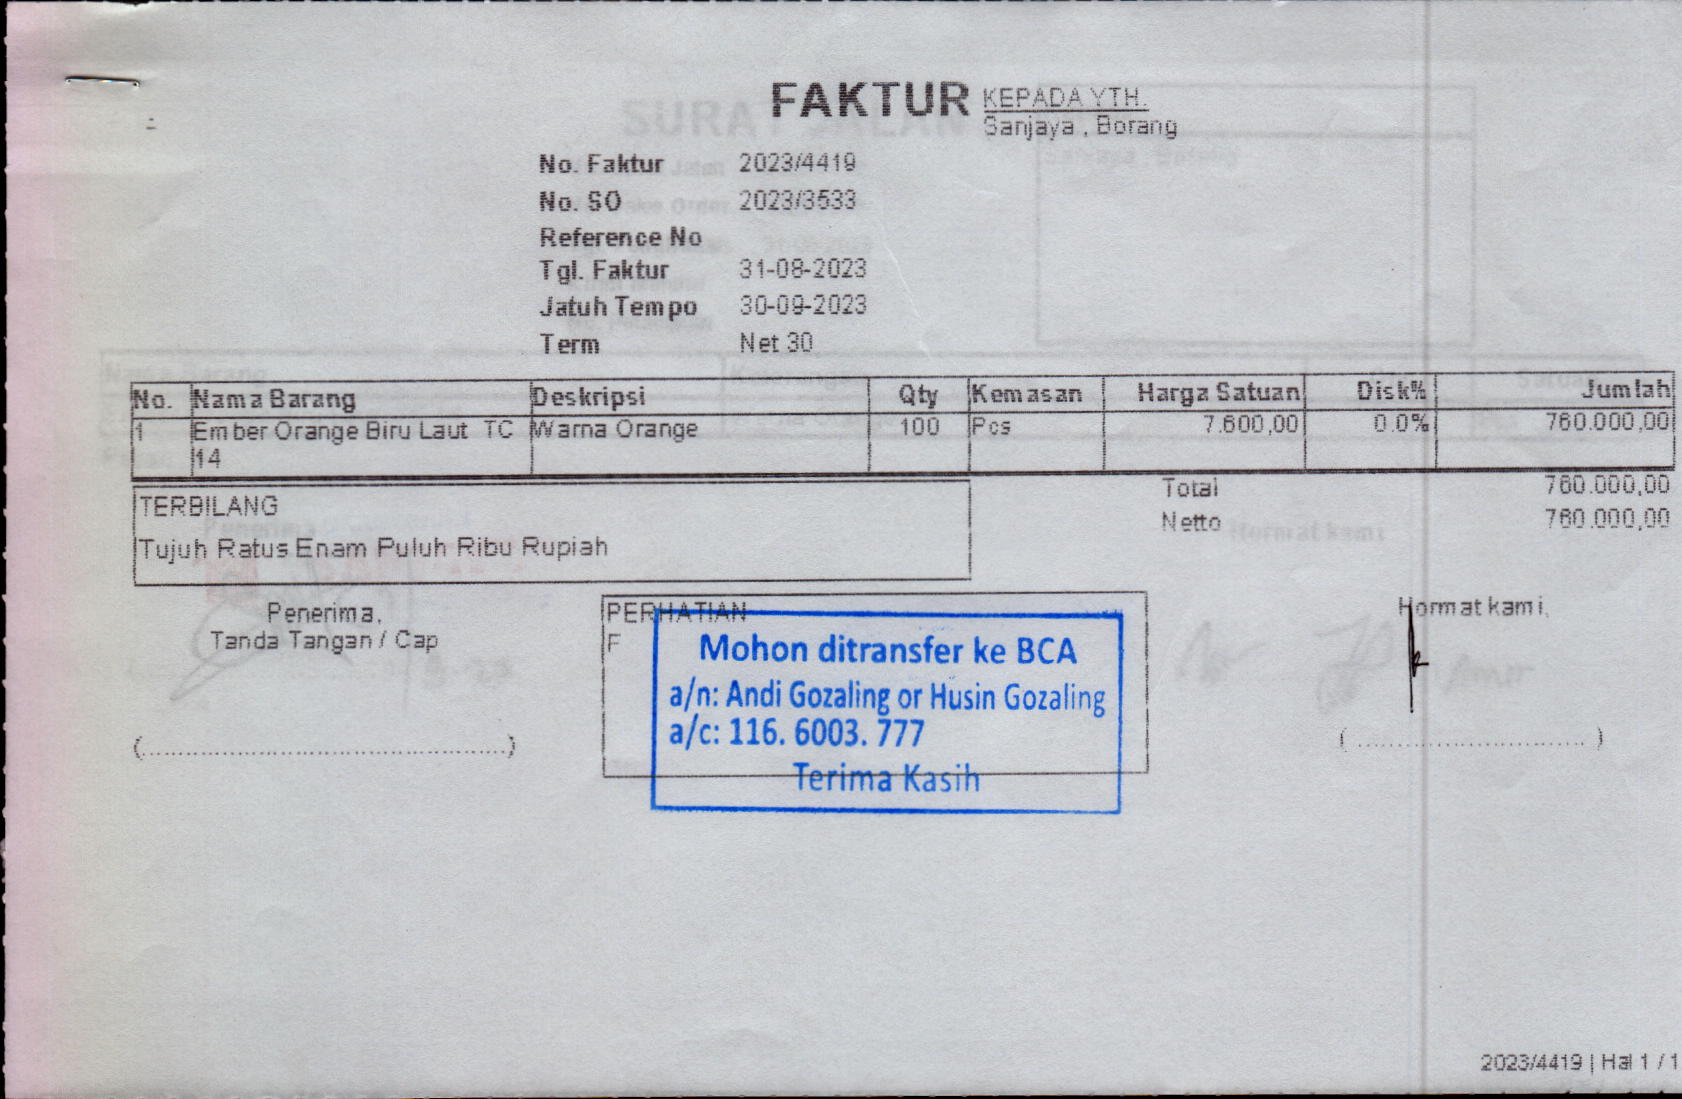 FAKTUR
KEPADA YTH.
Sanjaya , Borang
No. Faktur 2023/4419
No. SO 2023/3533
Reference No
Tgl. Faktur 31-08-2023
Jatuh Tempo 30-09-2023
Term Net 30
No. Nama Barang Deskripsi Qty Kemasan Harga Satuan Disk% Jumlah
1 Ember Orange Biru Laut TC 14 Warna Orange 100 Pcs 7.600,00 0.0% 760.000,00
Total 760.000,00
Netto 760.000,00
TERBILANG
Tujuh Ratus Enam Puluh Ribu Rupiah
Penerima,
Tanda Tangan / Cap
(...............................................)
PERHATIAN
F
Mohon ditransfer ke BCA
a/n: Andi Gozaling or Husin Gozaling
a/c: 116. 6003. 777
Terima Kasih
Hormat kami,
( .............................. )
2023/4419 | Hal 1 / 1